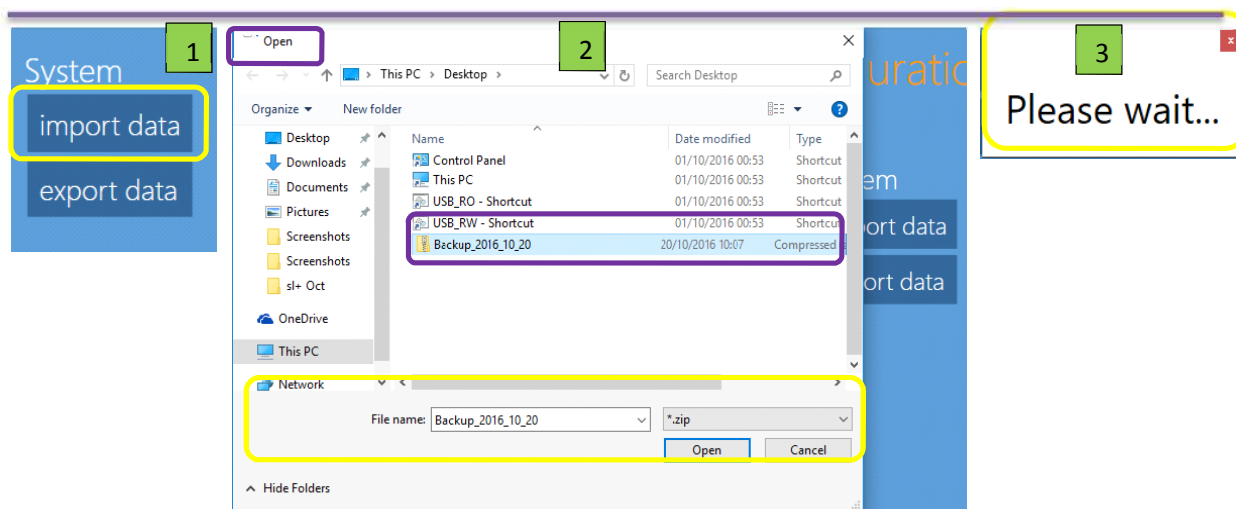 1
System
import data
export data
2
Open
This PC > Desktop >
Search Desktop
Organize
New folder
Desktop
Downloads
Documents
Pictures
Screenshots
Screenshots
sl+ Oct
OneDrive
This PC
Network
Name Date modified Type
Control Panel 01/10/2016 00:53 Shortcut
This PC 01/10/2016 00:53 Shortcut
USB_RO - Shortcut 01/10/2016 00:53 Shortcut
USB_RW - Shortcut 01/10/2016 00:53 Shortcut
Backup_2016_10_20 20/10/2016 10:07 Compressed
File name: Backup_2016_10_20 *.zip
Open Cancel
Hide Folders
uratio
em
ort data
ort data
3
x
Please wait...